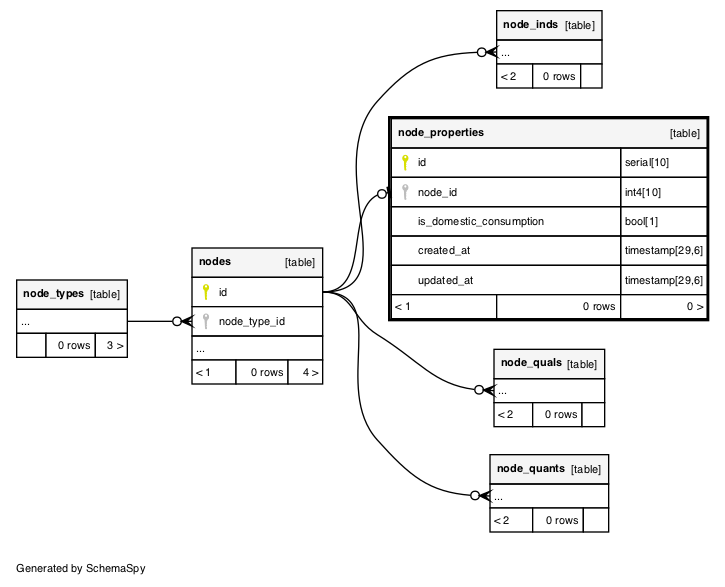 node_inds [table]
...
< 2 0 rows
node_properties [table]
id serial[10]
node_id int4[10]
is_domestic_consumption bool[1]
created_at timestamp[29,6]
updated_at timestamp[29,6]
< 1 0 rows 0 >
nodes [table]
id
node_type_id
...
< 1 0 rows 4 >
node_types [table]
...
0 rows 3 >
node_quals [table]
...
< 2 0 rows
node_quants [table]
...
< 2 0 rows
Generated by SchemaSpy